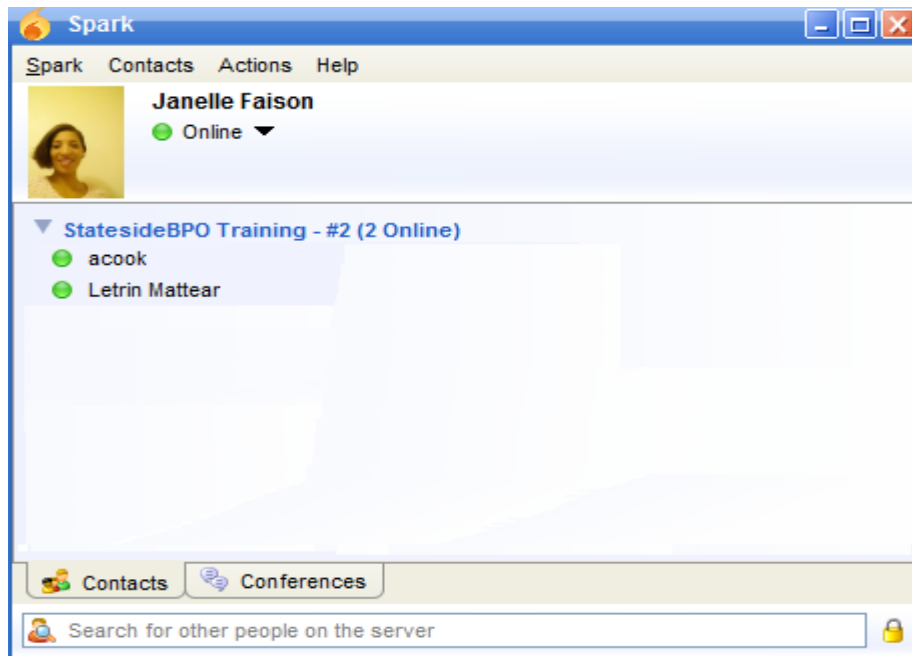 Spark
Spark Contacts Actions Help
Janelle Faison
Online
StatesideBPO Training - #2 (2 Online)
acook
Letrin Mattear
Contacts Conferences
Search for other people on the server